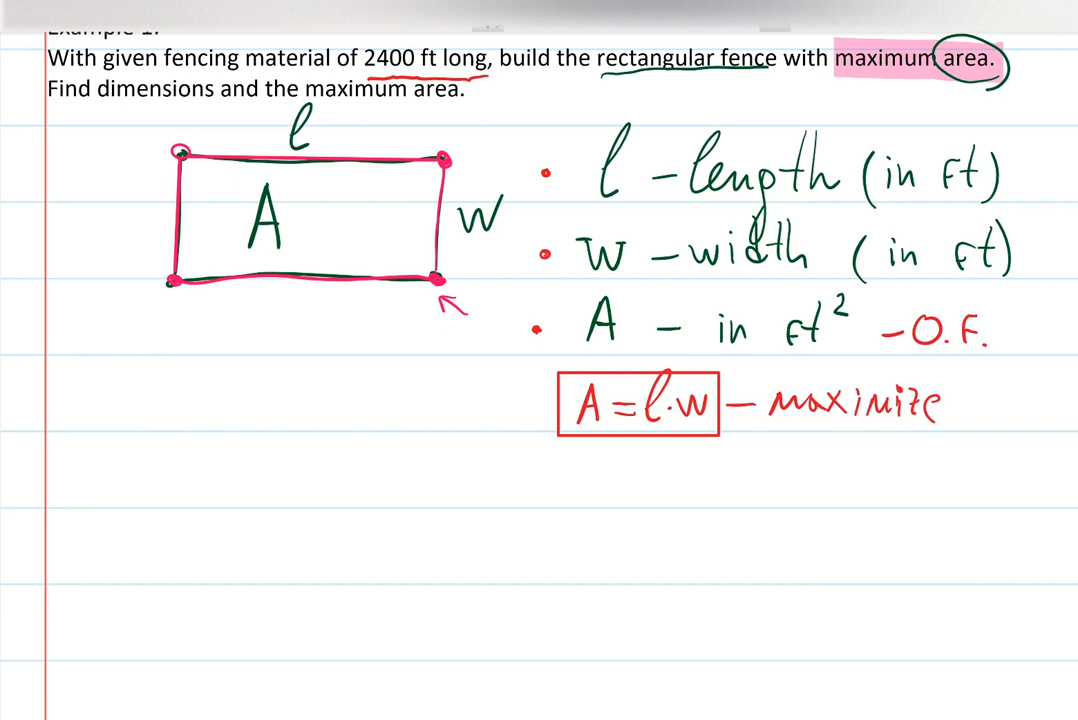 With given fencing material of 2400 ft long, build the rectangular fence with maximum area.
Find dimensions and the maximum area.
l
A
w
• l - length (in ft)
• w - width (in ft)
• A - in ft² - O.F.
A = l·w - maximize